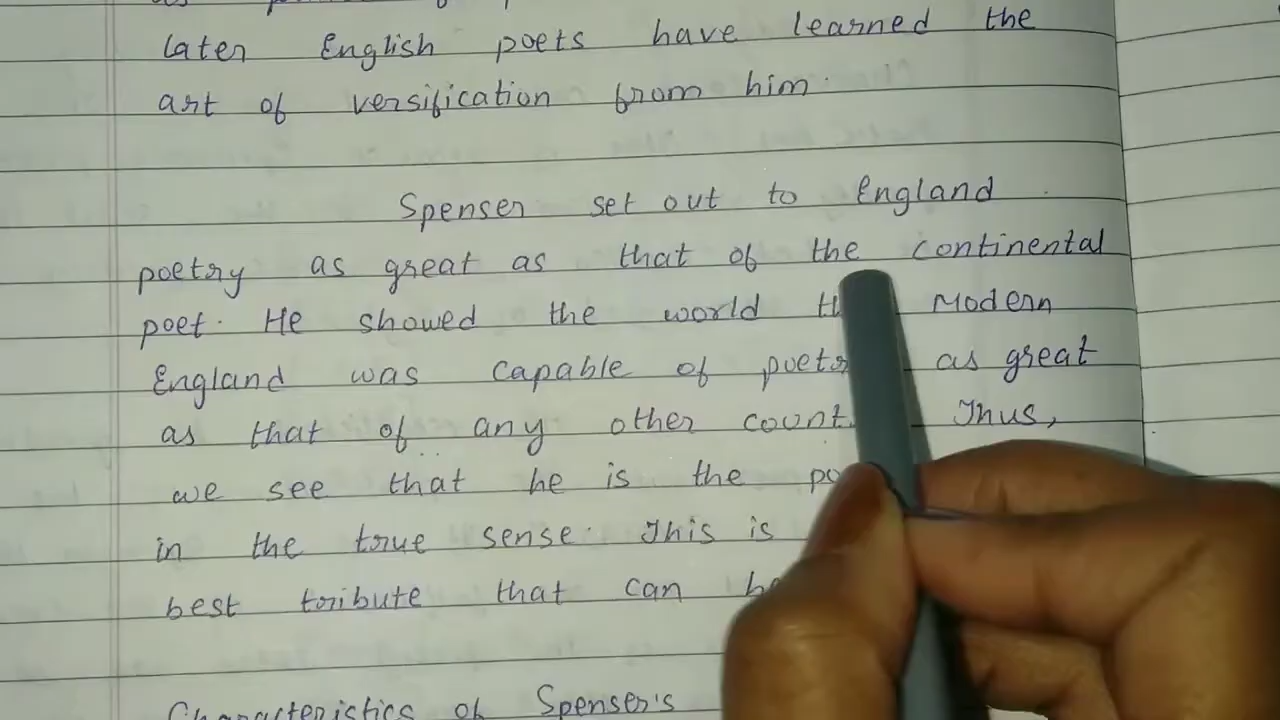 later English poets have learned the
art of versification from him.
Spenser set out to England
poetry as great as that of the continental
poet. He showed the world Modern
England was capable of as great
as that of any other Thus,
we see that he is the
in the true sense. This is
best tribute that can
Characteristics of Spenser's